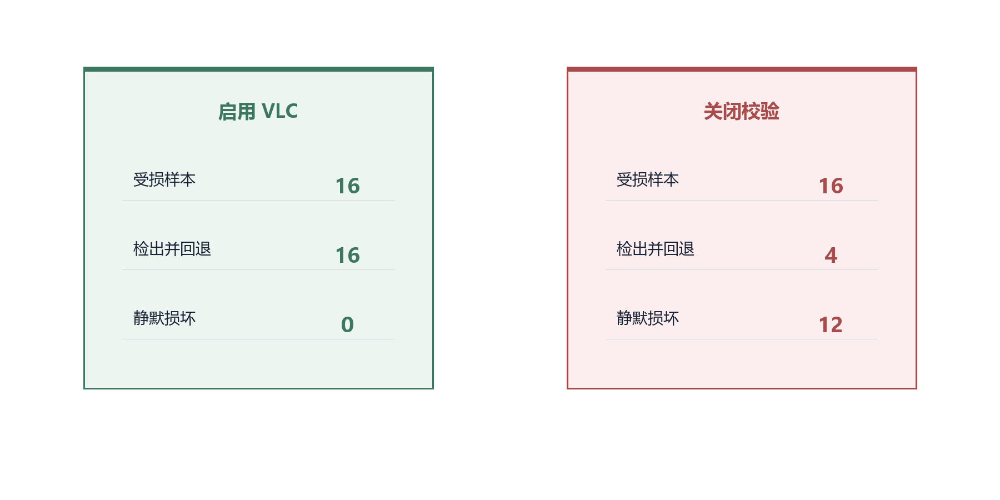 启用 VLC
受损样本 16
检出并回退 16
静默损坏 0
关闭校验
受损样本 16
检出并回退 4
静默损坏 12